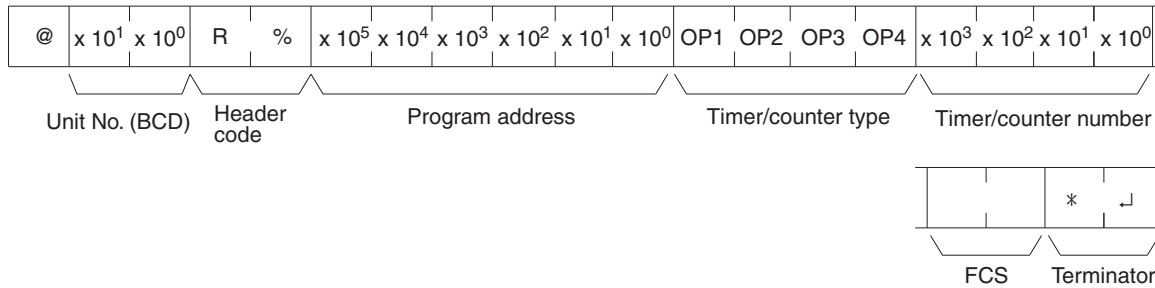 @ x 10¹ x 10⁰ R % x 10⁵ x 10⁴ x 10³ x 10² x 10¹ x 10⁰ OP1 OP2 OP3 OP4 x 10³ x 10² x 10¹ x 10⁰
Unit No. (BCD) Header code Program address Timer/counter type Timer/counter number
* ↵
FCS Terminator